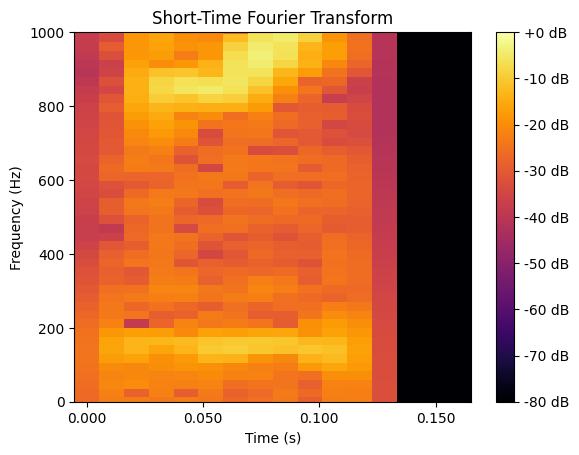 Short-Time Fourier Transform
1000
800
600
400
200
0
Frequency (Hz)
0.000
0.050
0.100
0.150
Time (s)
+0 dB
-10 dB
-20 dB
-30 dB
-40 dB
-50 dB
-60 dB
-70 dB
-80 dB